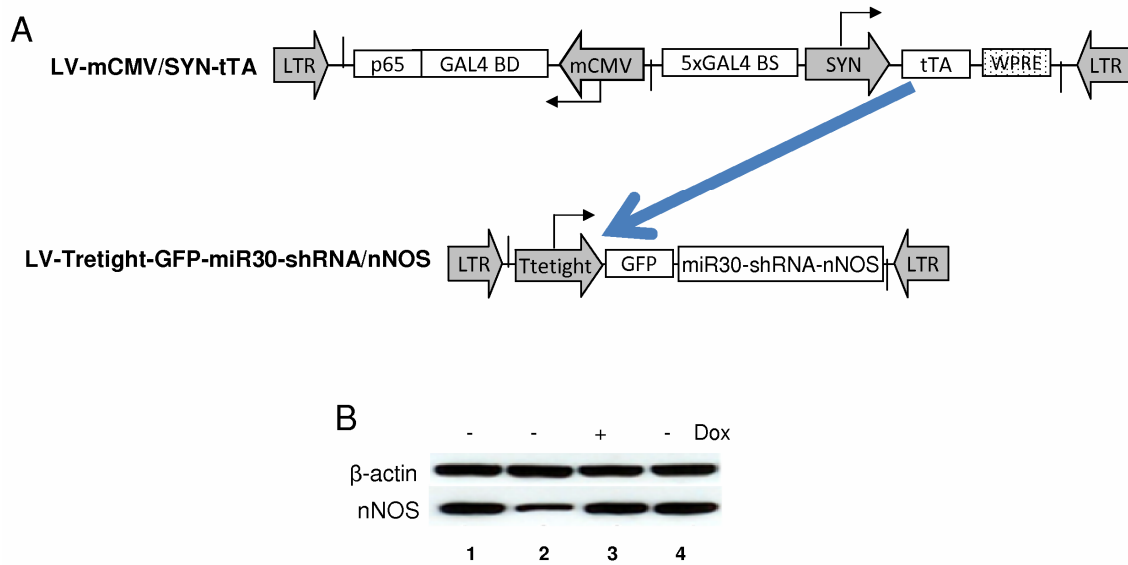 A
LV-mCMV/SYN-tTA
LTR p65 GAL4 BD mCMV 5xGAL4 BS SYN tTA WPRE LTR
LV-Tretight-GFP-miR30-shRNA/nNOS
LTR Ttetight GFP miR30-shRNA-nNOS LTR
B
- - + - Dox
β-actin
nNOS
1 2 3 4